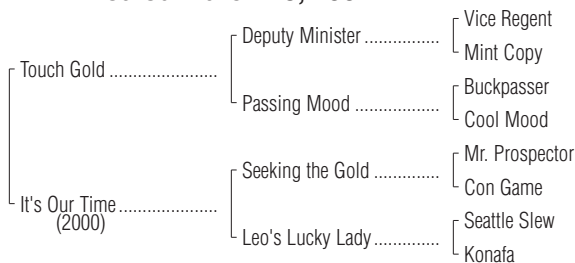 Touch Gold ......................
Deputy Minister ...............
Vice Regent
Mint Copy
Passing Mood .................
Buckpasser
Cool Mood
It's Our Time ....................
(2000)
Seeking the Gold ..............
Mr. Prospector
Con Game
Leo's Lucky Lady .............
Seattle Slew
Konafa